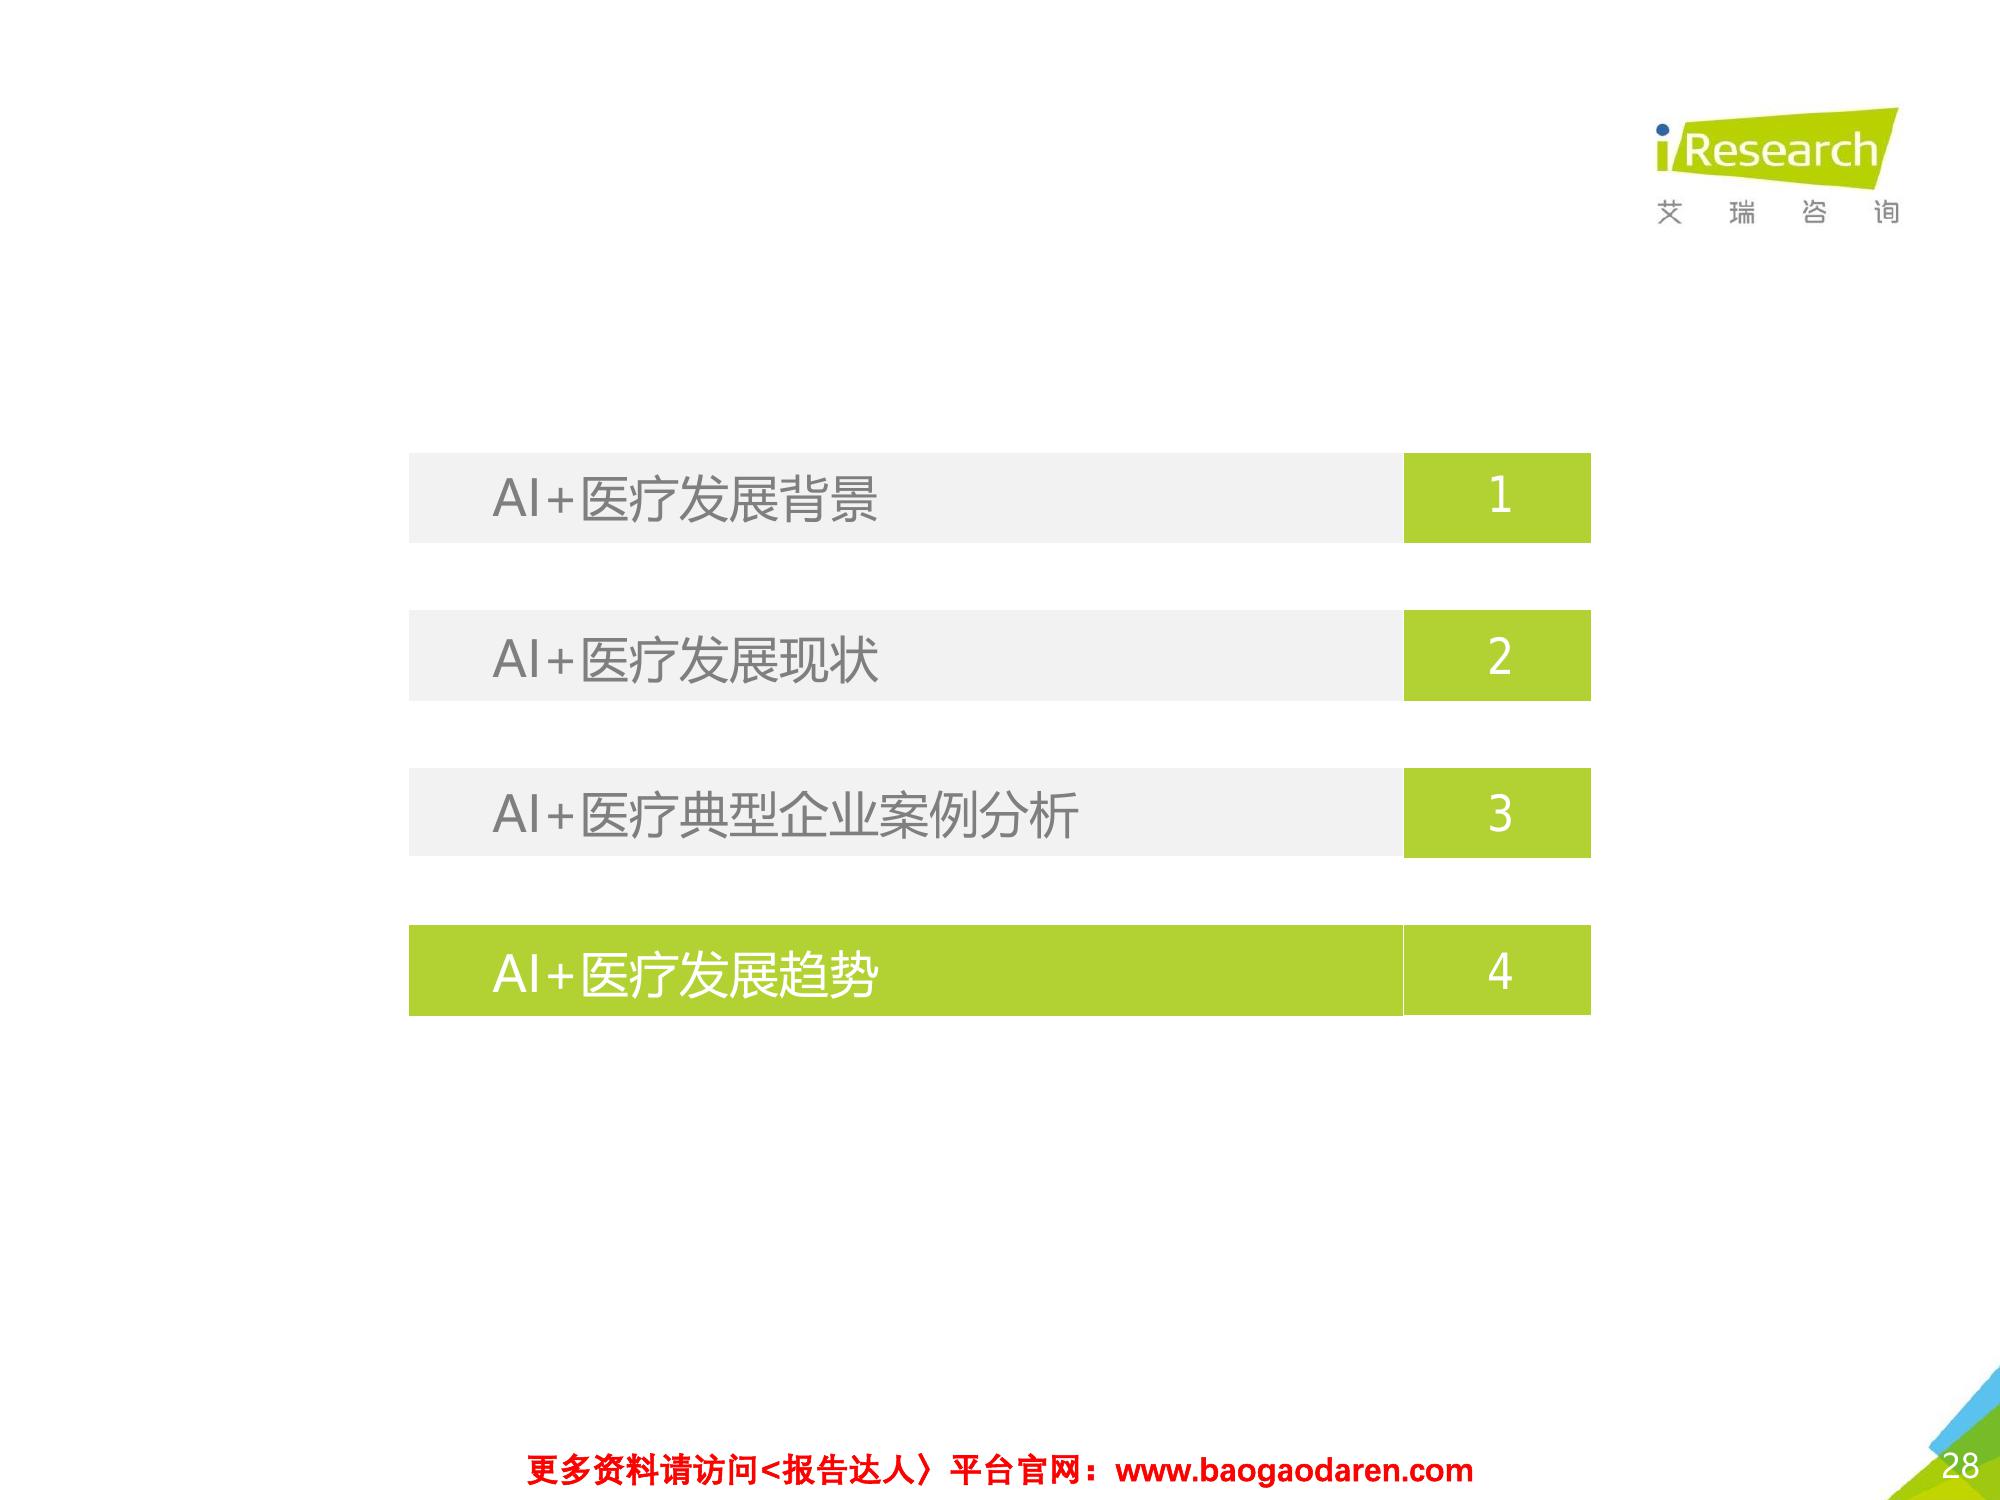 iResearch
艾瑞咨询
AI+医疗发展背景 1
AI+医疗发展现状 2
AI+医疗典型企业案例分析 3
AI+医疗发展趋势 4
更多资料请访问<报告达人〉平台官网：www.baogaodaren.com
28